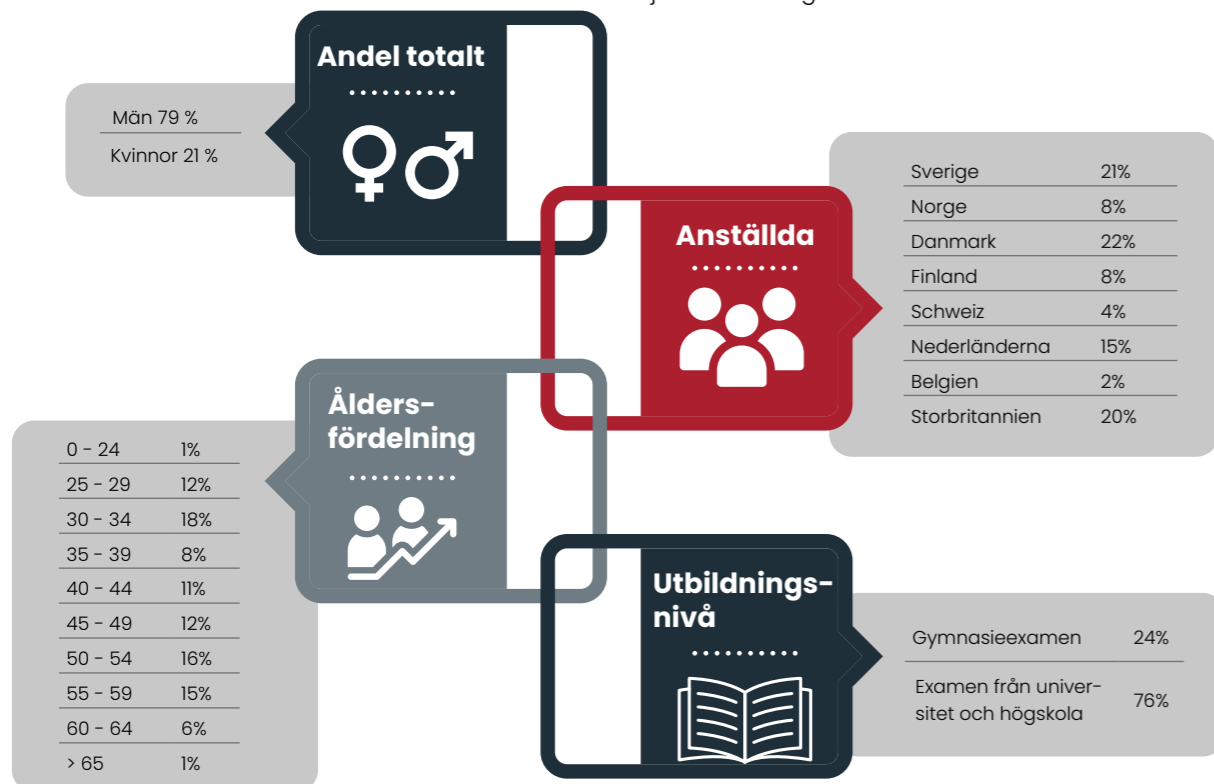 Andel totalt
Män 79 %
Kvinnor 21 %
Anställda
Sverige 21%
Norge 8%
Danmark 22%
Finland 8%
Schweiz 4%
Nederländerna 15%
Belgien 2%
Storbritannien 20%
Ålders-
fördelning
0 - 24 1%
25 - 29 12%
30 - 34 18%
35 - 39 8%
40 - 44 11%
45 - 49 12%
50 - 54 16%
55 - 59 15%
60 - 64 6%
> 65 1%
Utbildnings-
nivå
Gymnasieexamen 24%
Examen från univer-
sitet och högskola 76%